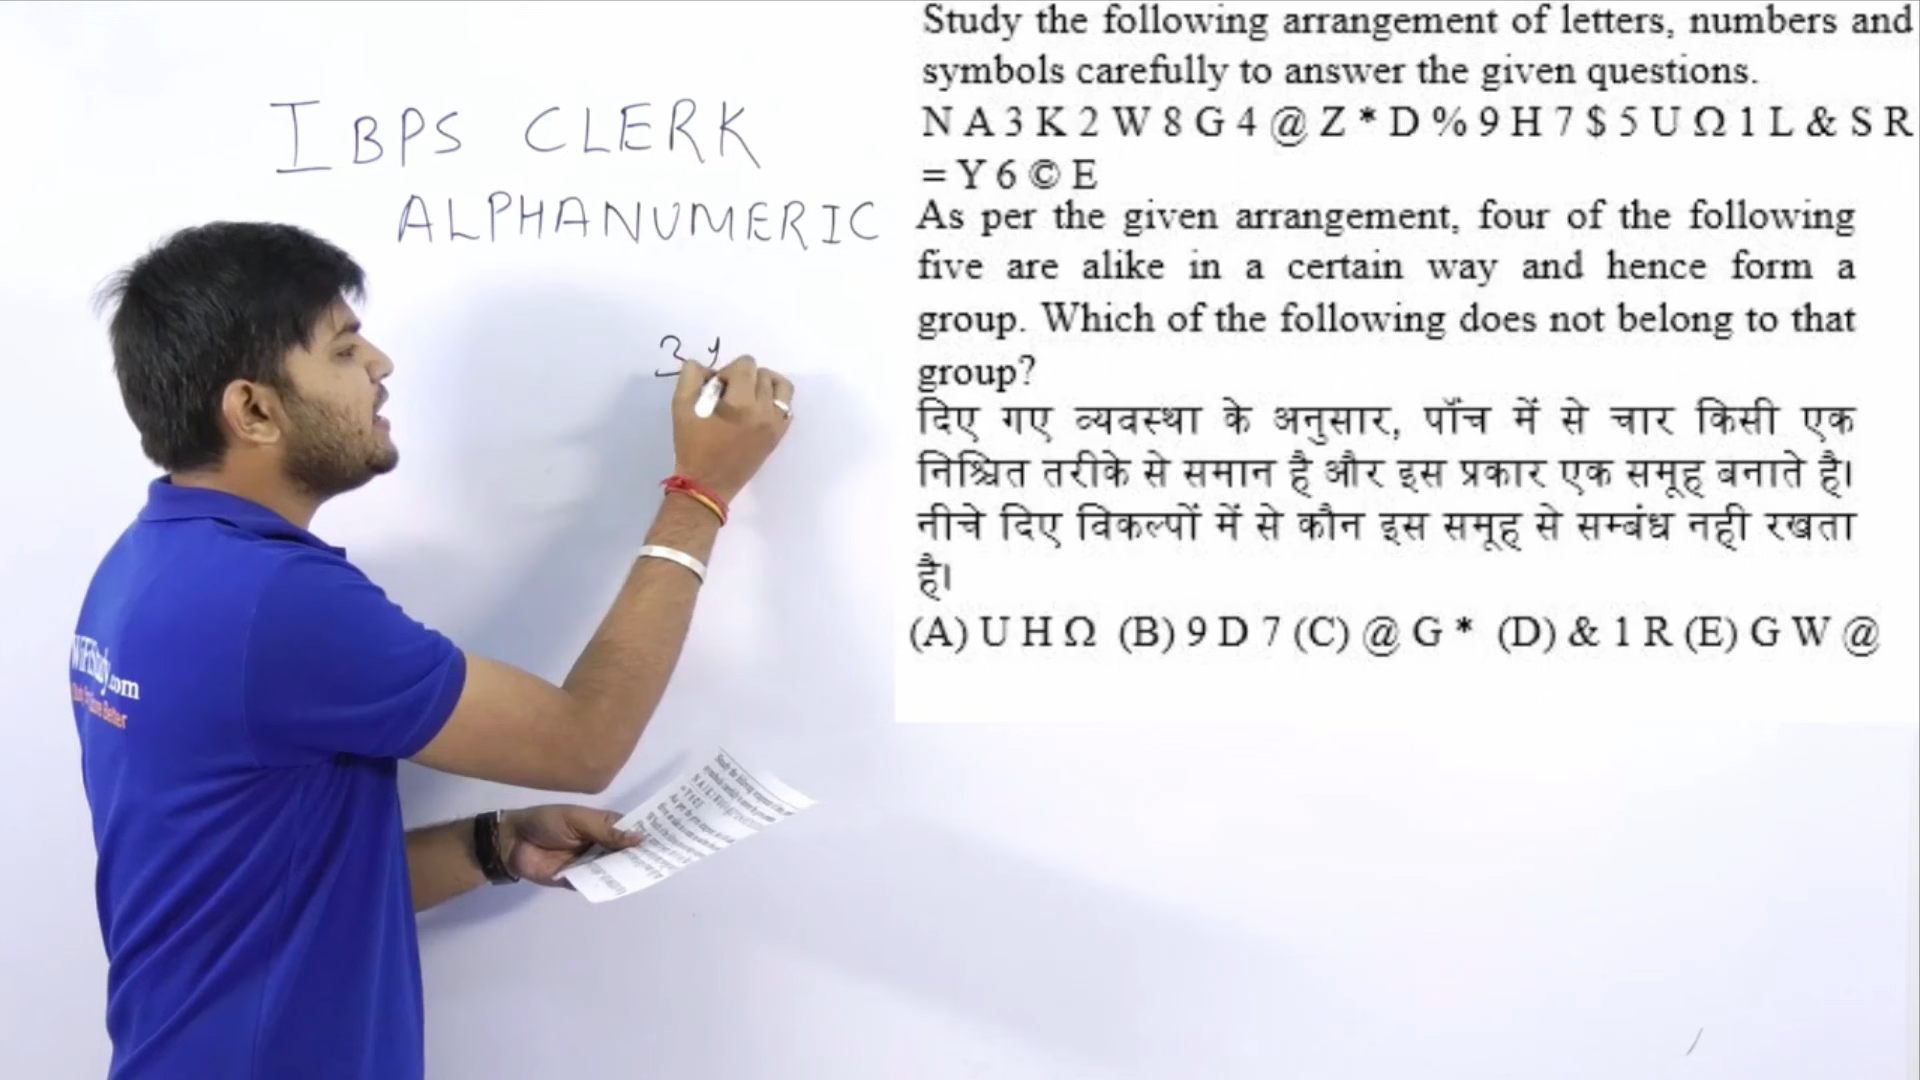 Study the following arrangement of letters, numbers and
symbols carefully to answer the given questions.
N A 3 K 2 W 8 G 4 @ Z * D % 9 H 7 $ 5 U Ω 1 L & S R
= Y 6 © E
As per the given arrangement, four of the following
five are alike in a certain way and hence form a
group. Which of the following does not belong to that
group?
दिए गए व्यवस्था के अनुसार, पॉंच में से चार किसी एक
निश्चित तरीके से समान है और इस प्रकार एक समूह बनाते है।
नीचे दिए विकल्पों में से कौन इस समूह से सम्बंध नही रखता
है।
(A) U H Ω (B) 9 D 7 (C) @ G * (D) & 1 R (E) G W @
IBPS CLERK
ALPHANUMERIC
3
WiFiStudy.com